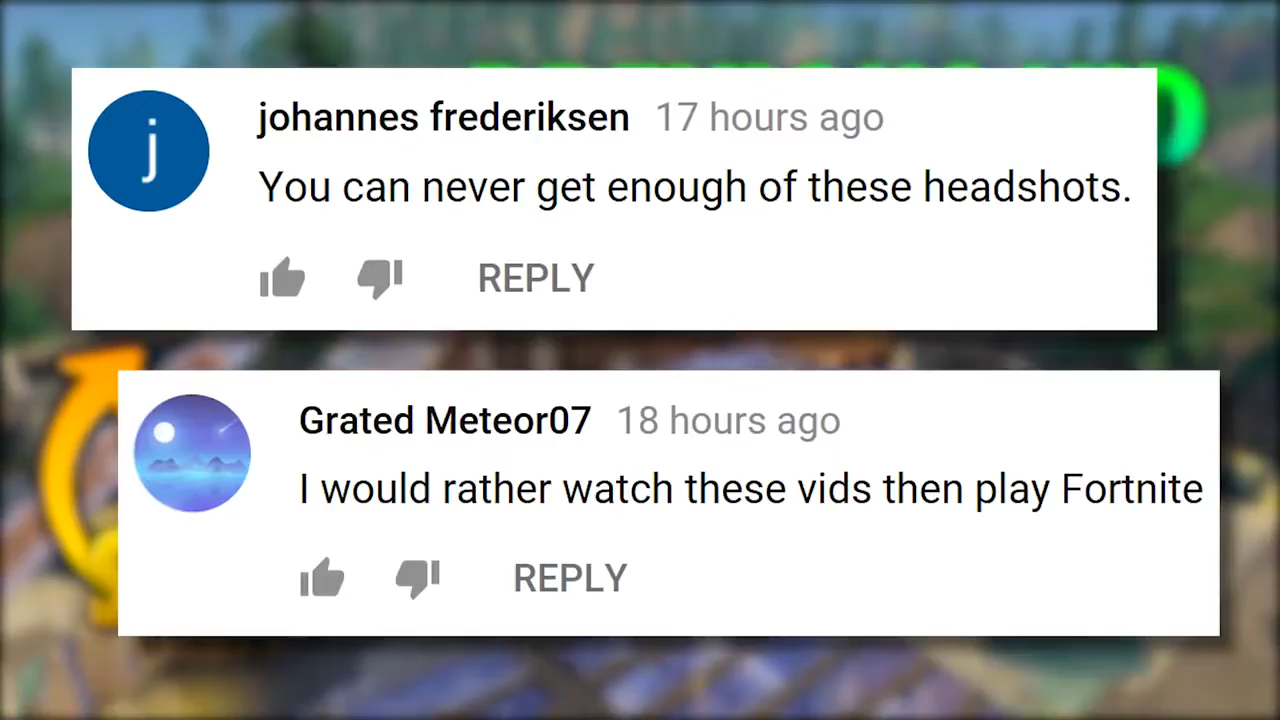 johannes frederiksen 17 hours ago
You can never get enough of these headshots.
REPLY
Grated Meteor07 18 hours ago
I would rather watch these vids then play Fortnite
REPLY